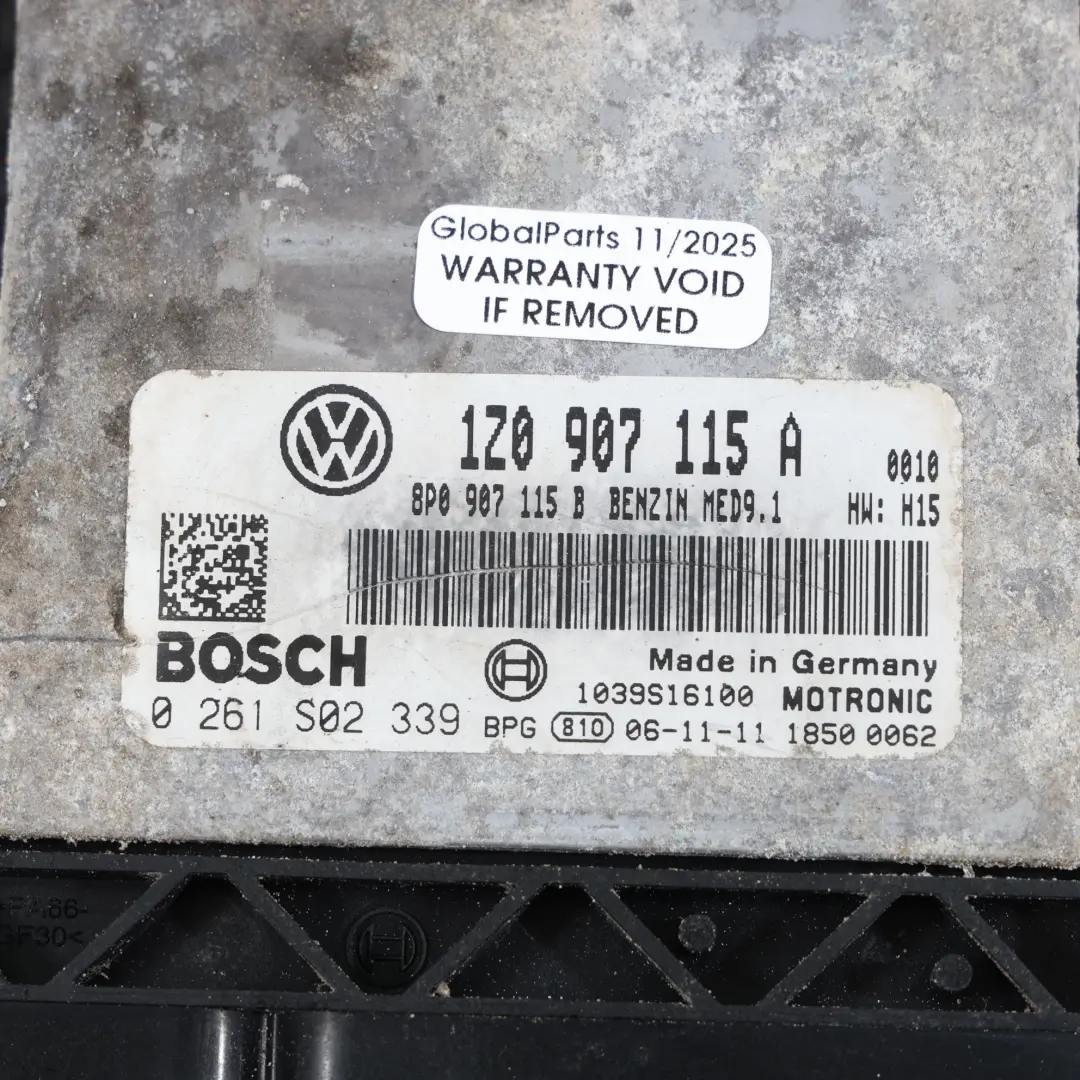 GlobalParts 11/2025
WARRANTY VOID
IF REMOVED
1Z0 907 115 A 0010
8P0 907 115 B BENZIN MED9.1 HW: H15
BOSCH Made in Germany
1039S16100 MOTRONIC
0 261 S02 339 BPG 810 06-11-11 1850 0062
GF30<